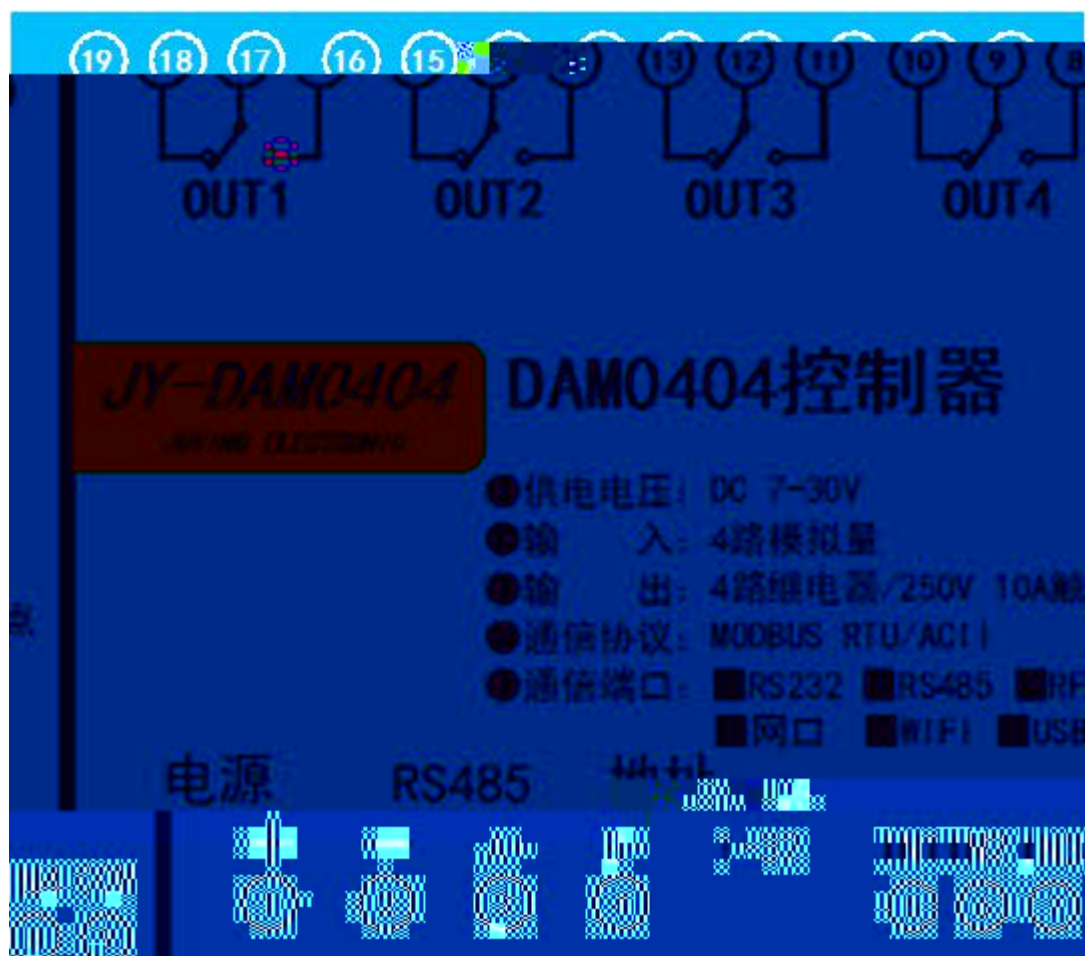 19 18 17 16 15 13 12 11 10 9 8
OUT1 OUT2 OUT3 OUT4
JY-DAM0404
DAM0404控制器
供电电压: DC 7-30V
输 入: 4路模拟量
输 出: 4路继电器/250V 10A触
通信协议: MODBUS RTU/ACII
通信端口: RS232 RS485 RF
网口 WIFI USB
电源 RS485